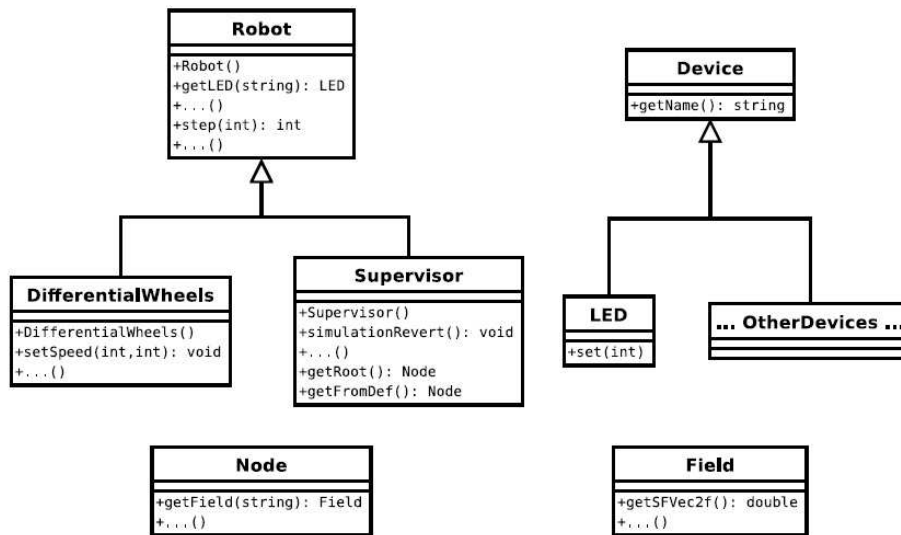 Robot
+Robot()
+getLED(string): LED
+...()
+step(int): int
+...()
Device
+getName(): string
DifferentialWheels
+DifferentialWheels()
+setSpeed(int,int): void
+...()
Supervisor
+Supervisor()
+simulationRevert(): void
+...()
+getRoot(): Node
+getFromDef(): Node
LED
+set(int)
... OtherDevices ...
Node
+getField(string): Field
+...()
Field
+getSFVec2f(): double
+...()